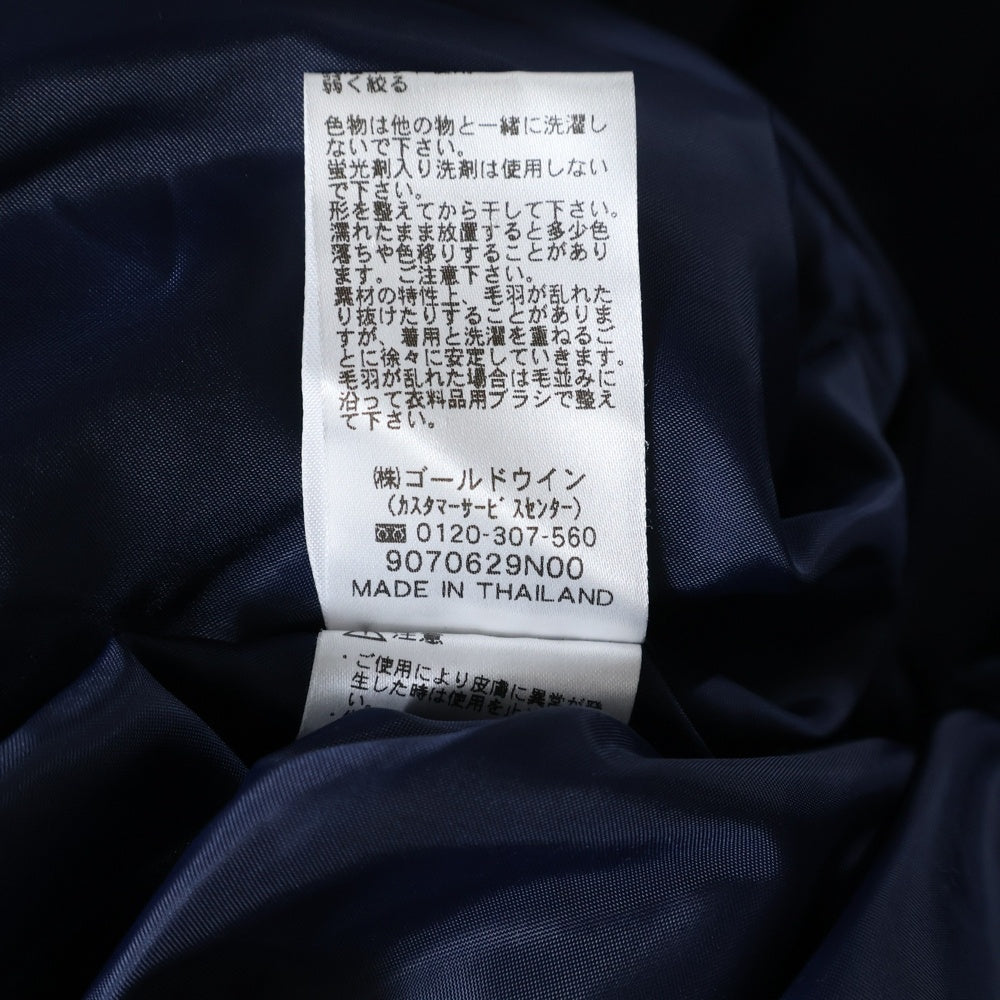 弱く絞る
色物は他の物と一緒に洗濯し
ないで下さい。
蛍光剤入り洗剤は使用しない
で下さい。
形を整えてから干して下さい。
濡れたまま放置すると多少色
落ちや色移りすることがあり
ます。ご注意下さい。
素材の特性上、毛羽が乱れた
り抜けたりすることがありま
すが、着用と洗濯を重ねるご
とに徐々に安定していきます。
毛羽が乱れた場合は毛並みに
沿って衣料品用ブラシで整え
て下さい。
㈱ゴールドウイン
(カスタマーサービスセンター)
0120-307-560
9070629N00
MADE IN THAILAND
注意
・ご使用により皮膚に異常が発
生した時は使用を止
い。